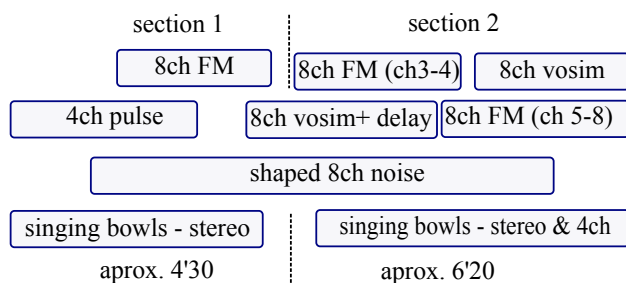 section 1 section 2
8ch FM 8ch FM (ch3-4) 8ch vosim
4ch pulse 8ch vosim+ delay 8ch FM (ch 5-8)
shaped 8ch noise
singing bowls - stereo singing bowls - stereo & 4ch
aprox. 4'30 aprox. 6'20